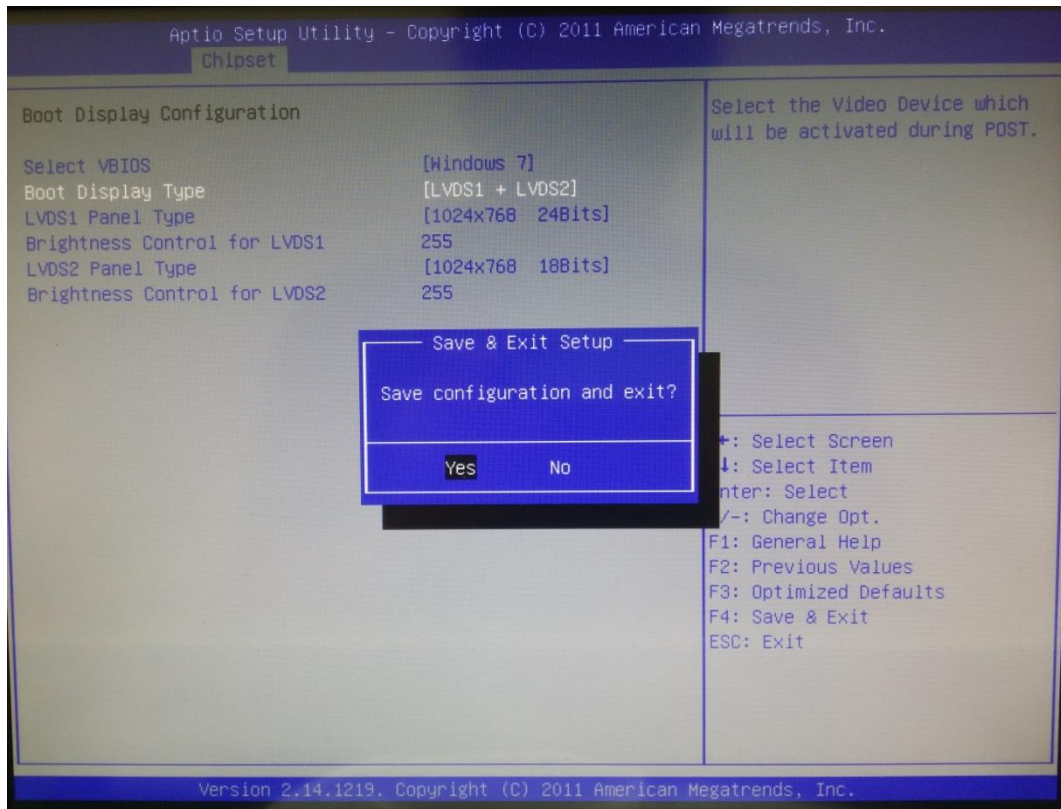 Aptio Setup Utility - Copyright (C) 2011 American Megatrends, Inc.
Chipset
Boot Display Configuration
Select VBIOS [Windows 7]
Boot Display Type [LVDS1 + LVDS2]
LVDS1 Panel Type [1024x768 24Bits]
Brightness Control for LVDS1 255
LVDS2 Panel Type [1024x768 18Bits]
Brightness Control for LVDS2 255
Select the Video Device which
will be activated during POST.
Save & Exit Setup
Save configuration and exit?
Yes No
: Select Screen
: Select Item
nter: Select
/-: Change Opt.
F1: General Help
F2: Previous Values
F3: Optimized Defaults
F4: Save & Exit
ESC: Exit
Version 2.14.1219. Copyright (C) 2011 American Megatrends, Inc.